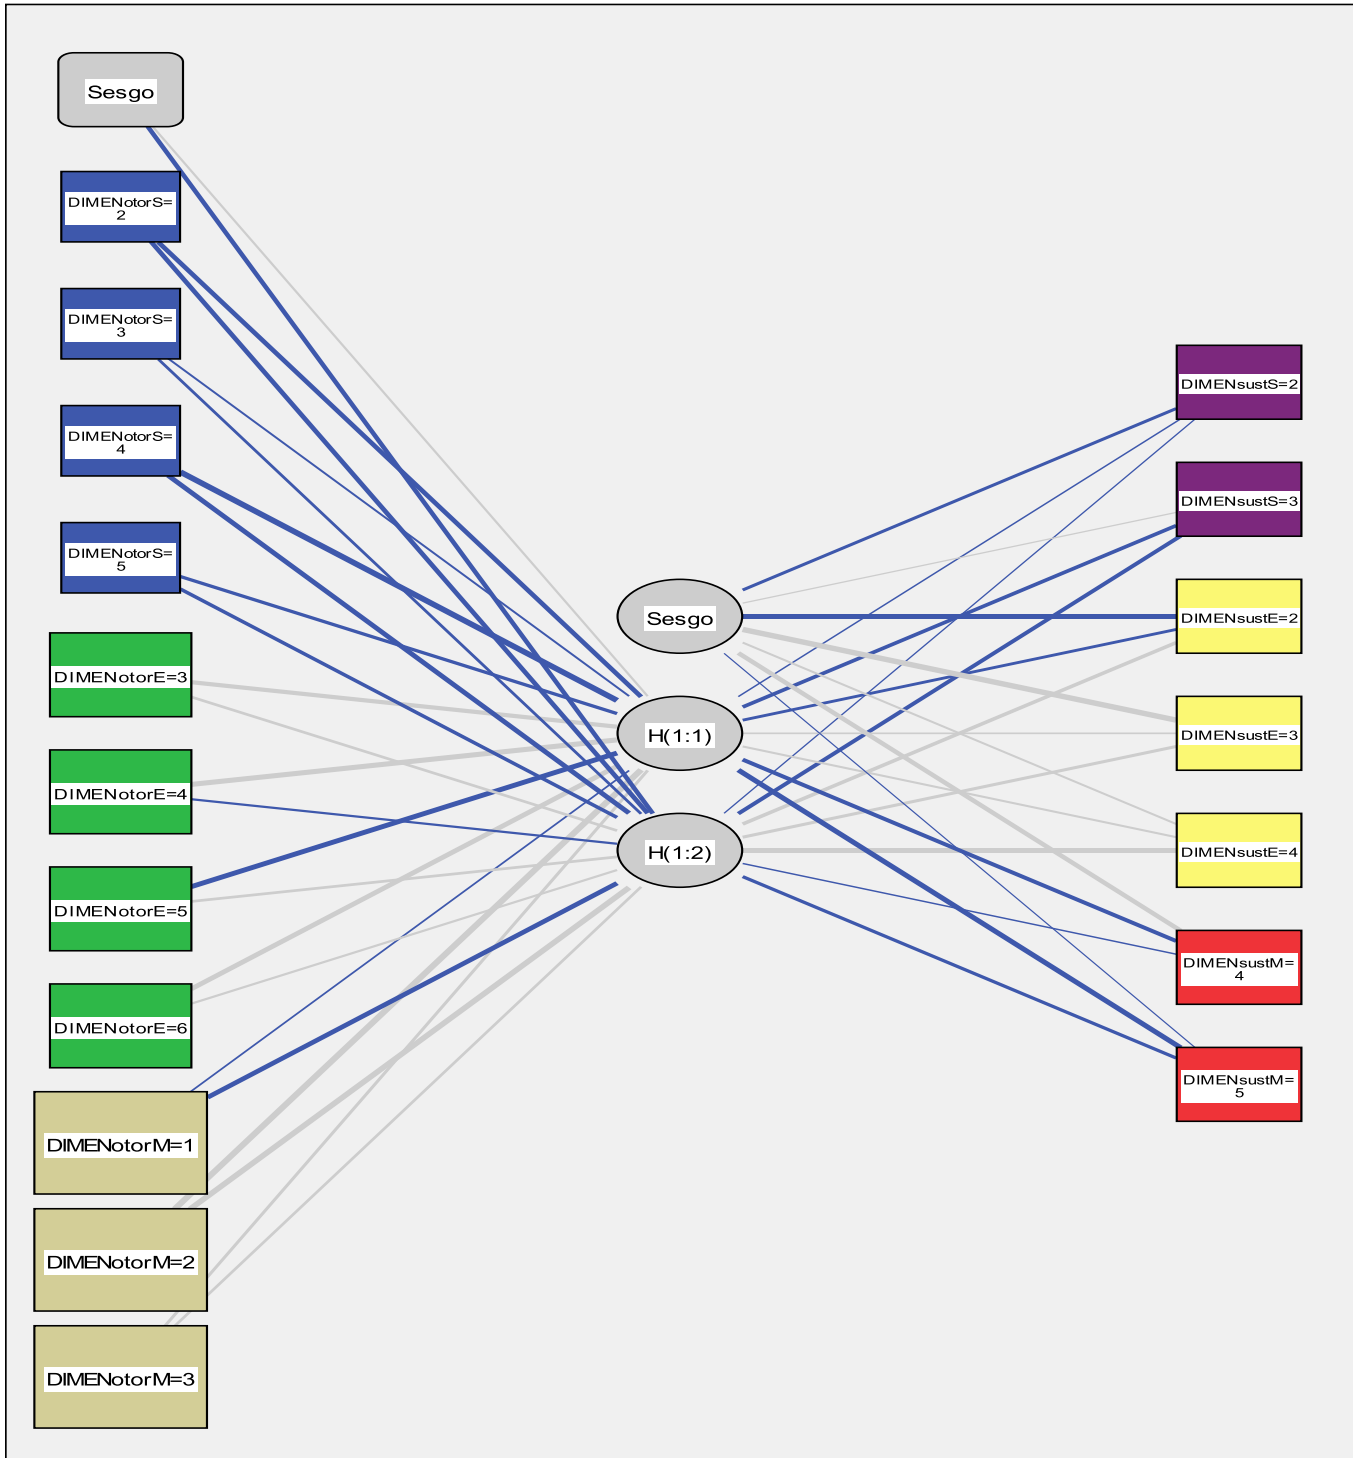 Sesgo
DIMENotorS=
2
DIMENotorS=
3
DIMENotorS=
4
DIMENotorS=
5
DIMENotorE=3
DIMENotorE=4
DIMENotorE=5
DIMENotorE=6
DIMENotorM=1
DIMENotorM=2
DIMENotorM=3
Sesgo
H(1:1)
H(1:2)
DIMENsustS=2
DIMENsustS=3
DIMENsustE=2
DIMENsustE=3
DIMENsustE=4
DIMENsustM=
4
DIMENsustM=
5